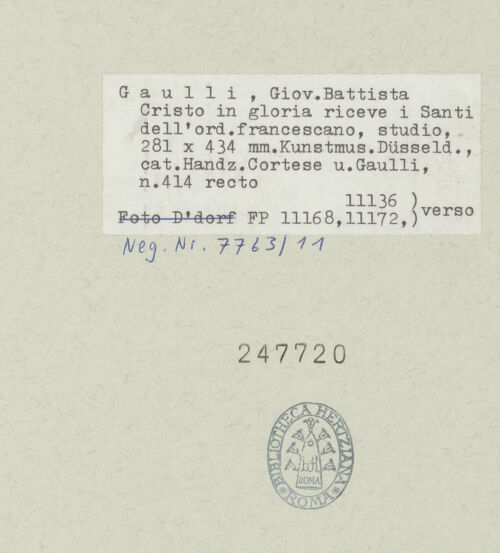 G a u l l i , Giov.Battista
Cristo in gloria riceve i Santi
dell'ord.francescano, studio,
281 x 434 mm.Kunstmus.Düsseld.,
cat.Handz.Cortese u.Gaulli,
n.414 recto
11136 )
Foto D'dorf FP 11168,11172,) verso
Neg. Nr. 7763/11
247720
BIBLIOTHECA HERTZIANA
ROMA
ROMA